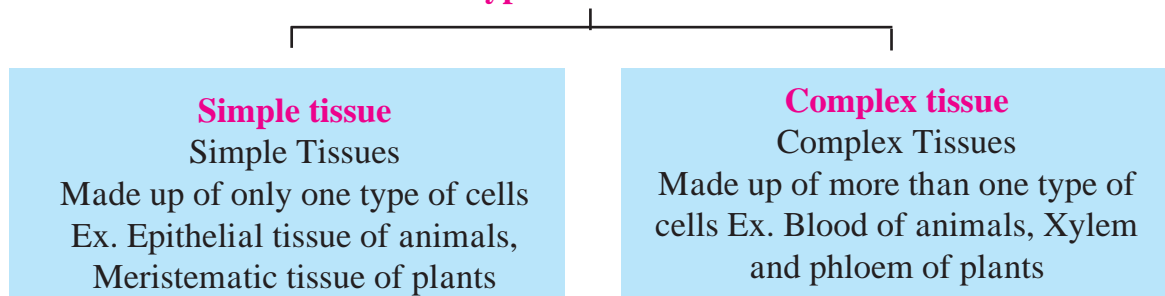 Simple tissue
Simple Tissues
Made up of only one type of cells
Ex. Epithelial tissue of animals,
Meristematic tissue of plants
Complex tissue
Complex Tissues
Made up of more than one type of
cells Ex. Blood of animals, Xylem
and phloem of plants